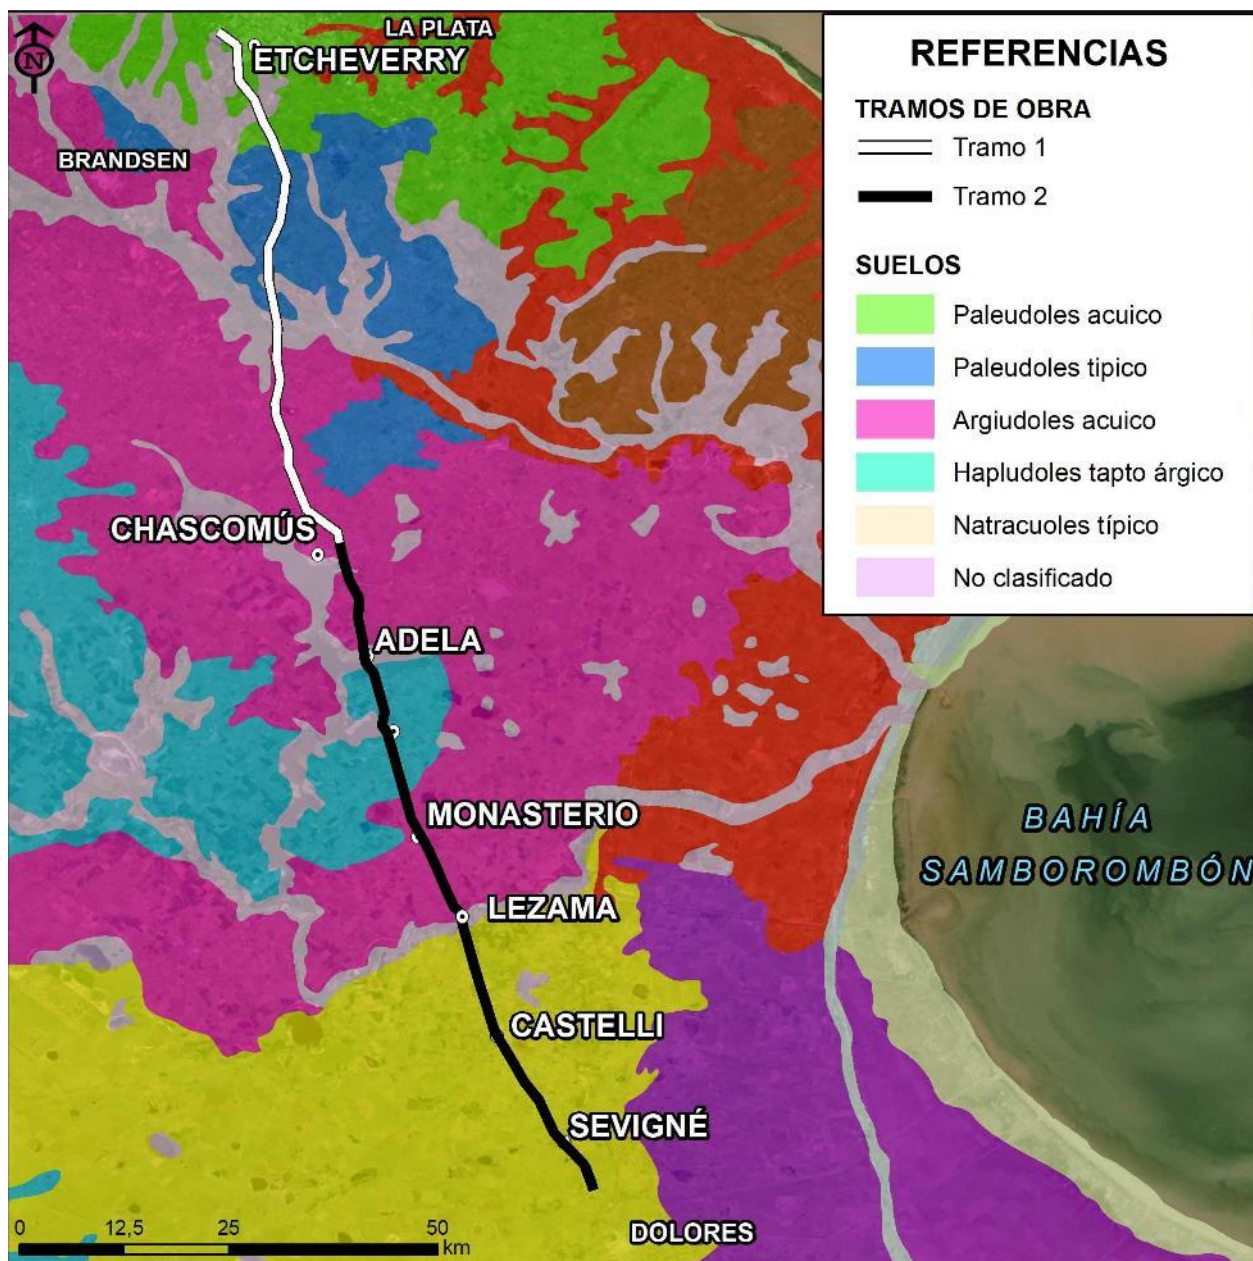 N
LA PLATA
ETCHEVERRY
BRANDSEN
CHASCOMÚS
ADELA
MONASTERIO
LEZAMA
CASTELLI
SEVIGNÉ
DOLORES
BAHÍA
SAMBOROMBÓN
0 12,5 25 50
km
REFERENCIAS
TRAMOS DE OBRA
Tramo 1
Tramo 2
SUELOS
Paleudoles acuico
Paleudoles tipico
Argiudoles acuico
Hapludoles tapto árgico
Natracuoles típico
No clasificado